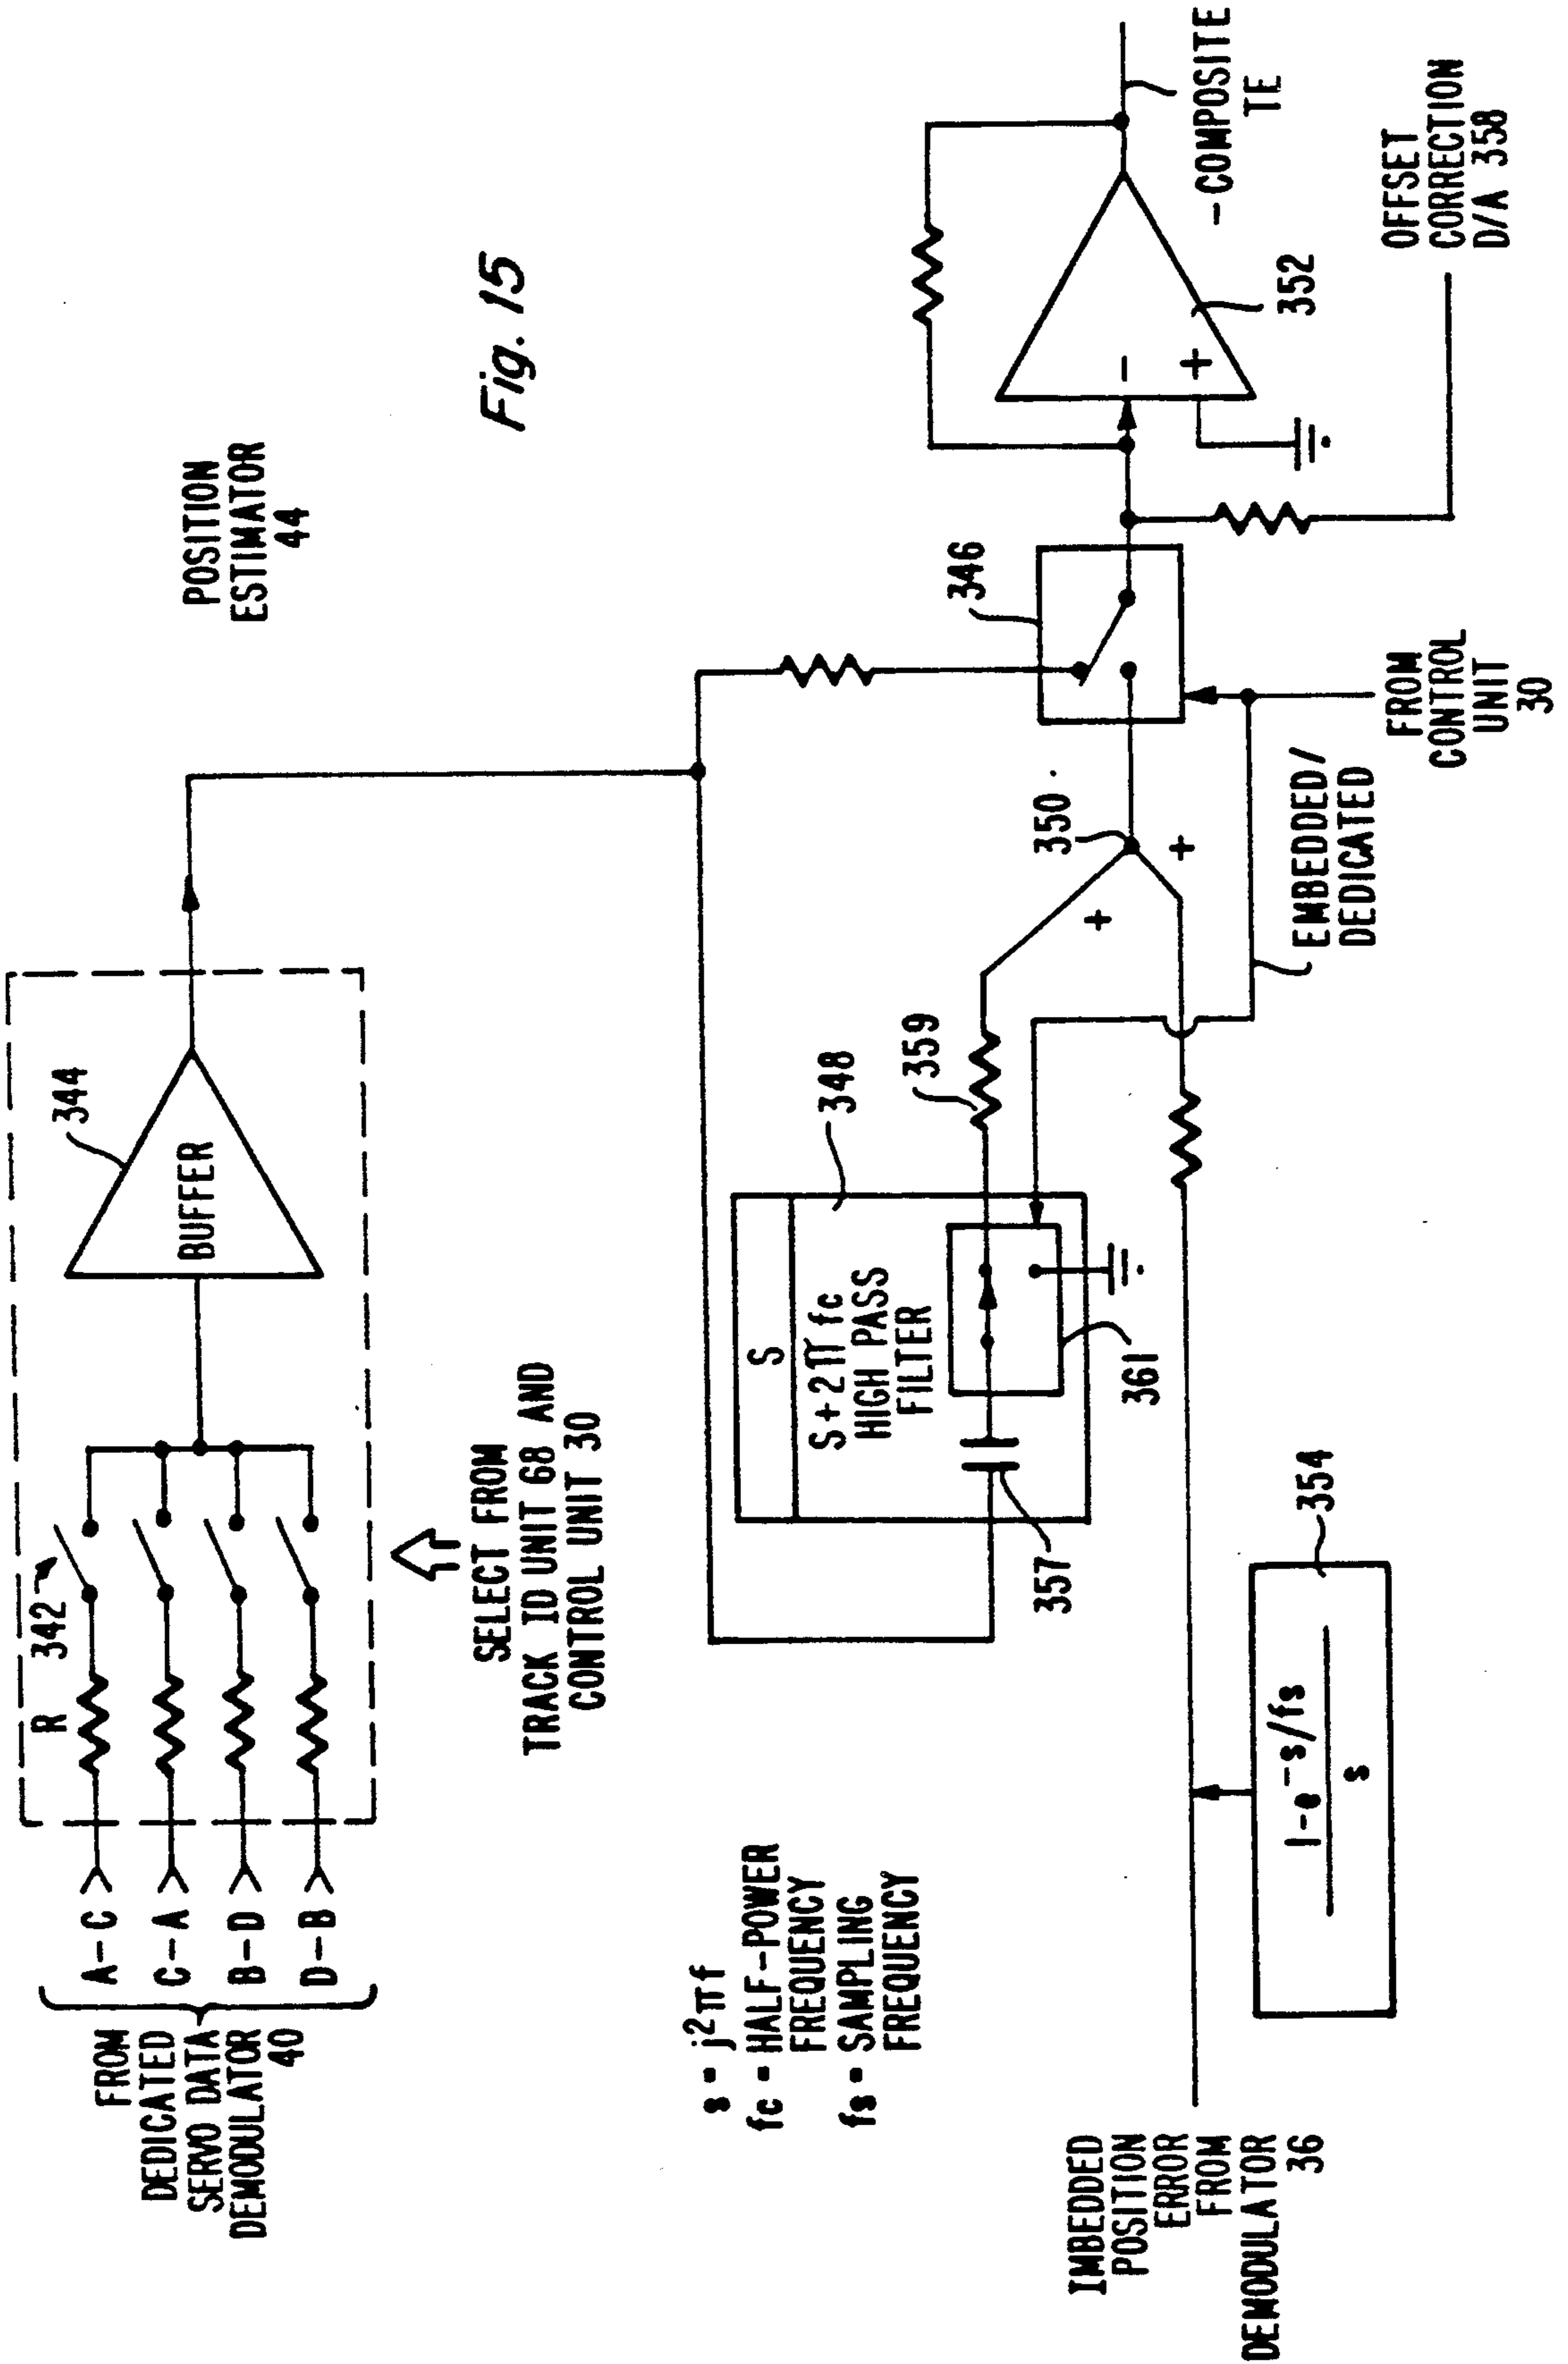 POSITION
ESTIMATOR
44
Fig. 15
FROM
DEDICATED
SERVO DATA
DEMODULATOR
40
A-C
C-A
B-D
D-B
R
342
BUFFER
344
SELECT FROM
TRACK ID UNIT 68 AND
CONTROL UNIT 30
s = j2πf
fc = HALF-POWER
FREQUENCY
fs = SAMPLING
FREQUENCY
S
S+2πfc
HIGH PASS
FILTER
348
357
361
359
350
+
+
346
-
+
352
-COMPOSITE
TE
OFFSET
CORRECTION
D/A 358
FROM
CONTROL
UNIT
30
EMBEDDED/
DEDICATED
IMBEDDED
POSITION
ERROR
FROM
DEMODULATOR
36
1-e-s/fs
s
354